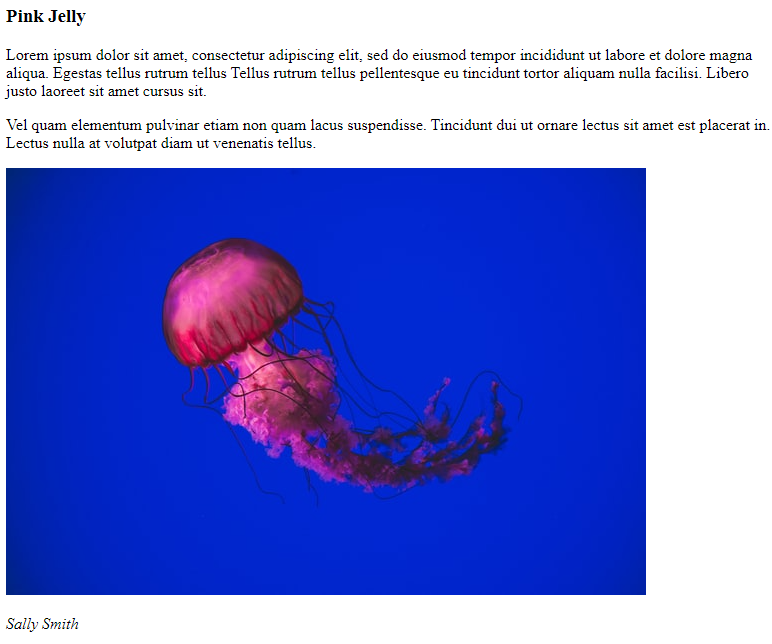 Pink Jelly
Lorem ipsum dolor sit amet, consectetur adipiscing elit, sed do eiusmod tempor incididunt ut labore et dolore magna
aliqua. Egestas tellus rutrum tellus Tellus rutrum tellus pellentesque eu tincidunt tortor aliquam nulla facilisi. Libero
justo laoreet sit amet cursus sit.
Vel quam elementum pulvinar etiam non quam lacus suspendisse. Tincidunt dui ut ornare lectus sit amet est placerat in.
Lectus nulla at volutpat diam ut venenatis tellus.
Sally Smith